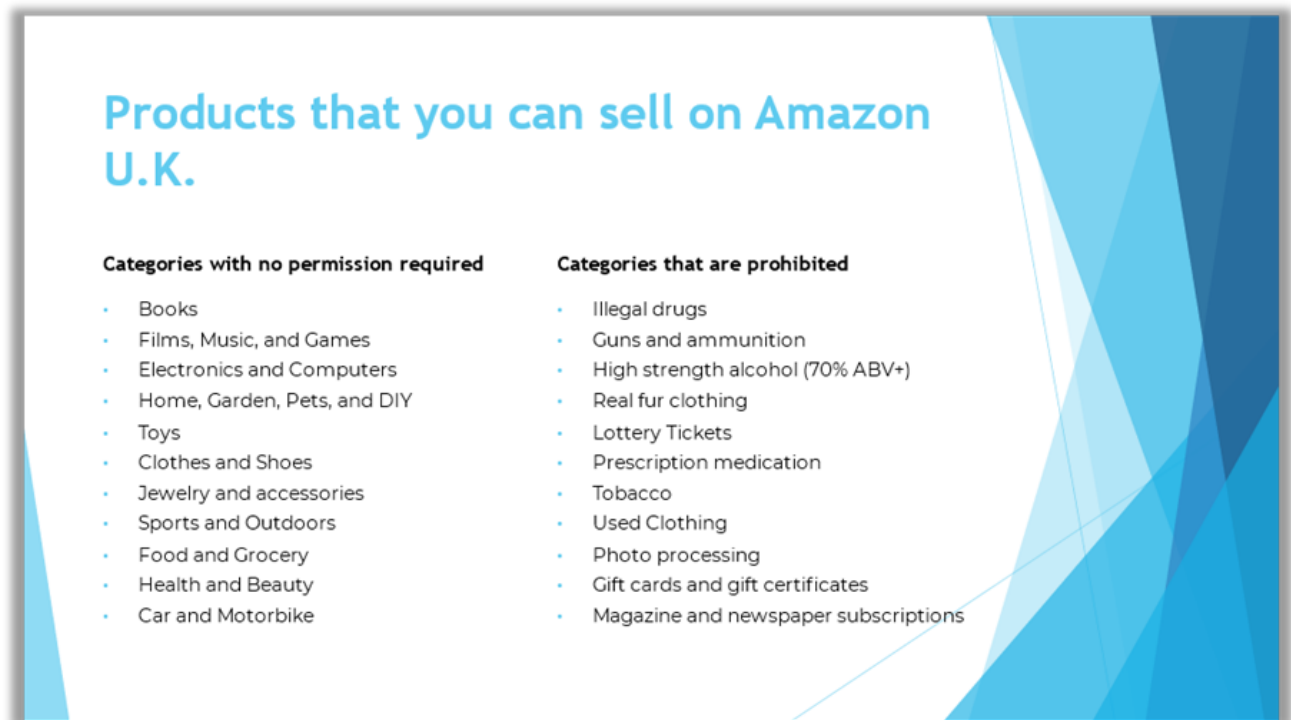 Products that you can sell on Amazon
U.K.
Categories with no permission required
• Books
• Films, Music, and Games
• Electronics and Computers
• Home, Garden, Pets, and DIY
• Toys
• Clothes and Shoes
• Jewelry and accessories
• Sports and Outdoors
• Food and Grocery
• Health and Beauty
• Car and Motorbike
Categories that are prohibited
• Illegal drugs
• Guns and ammunition
• High strength alcohol (70% ABV+)
• Real fur clothing
• Lottery Tickets
• Prescription medication
• Tobacco
• Used Clothing
• Photo processing
• Gift cards and gift certificates
• Magazine and newspaper subscriptions